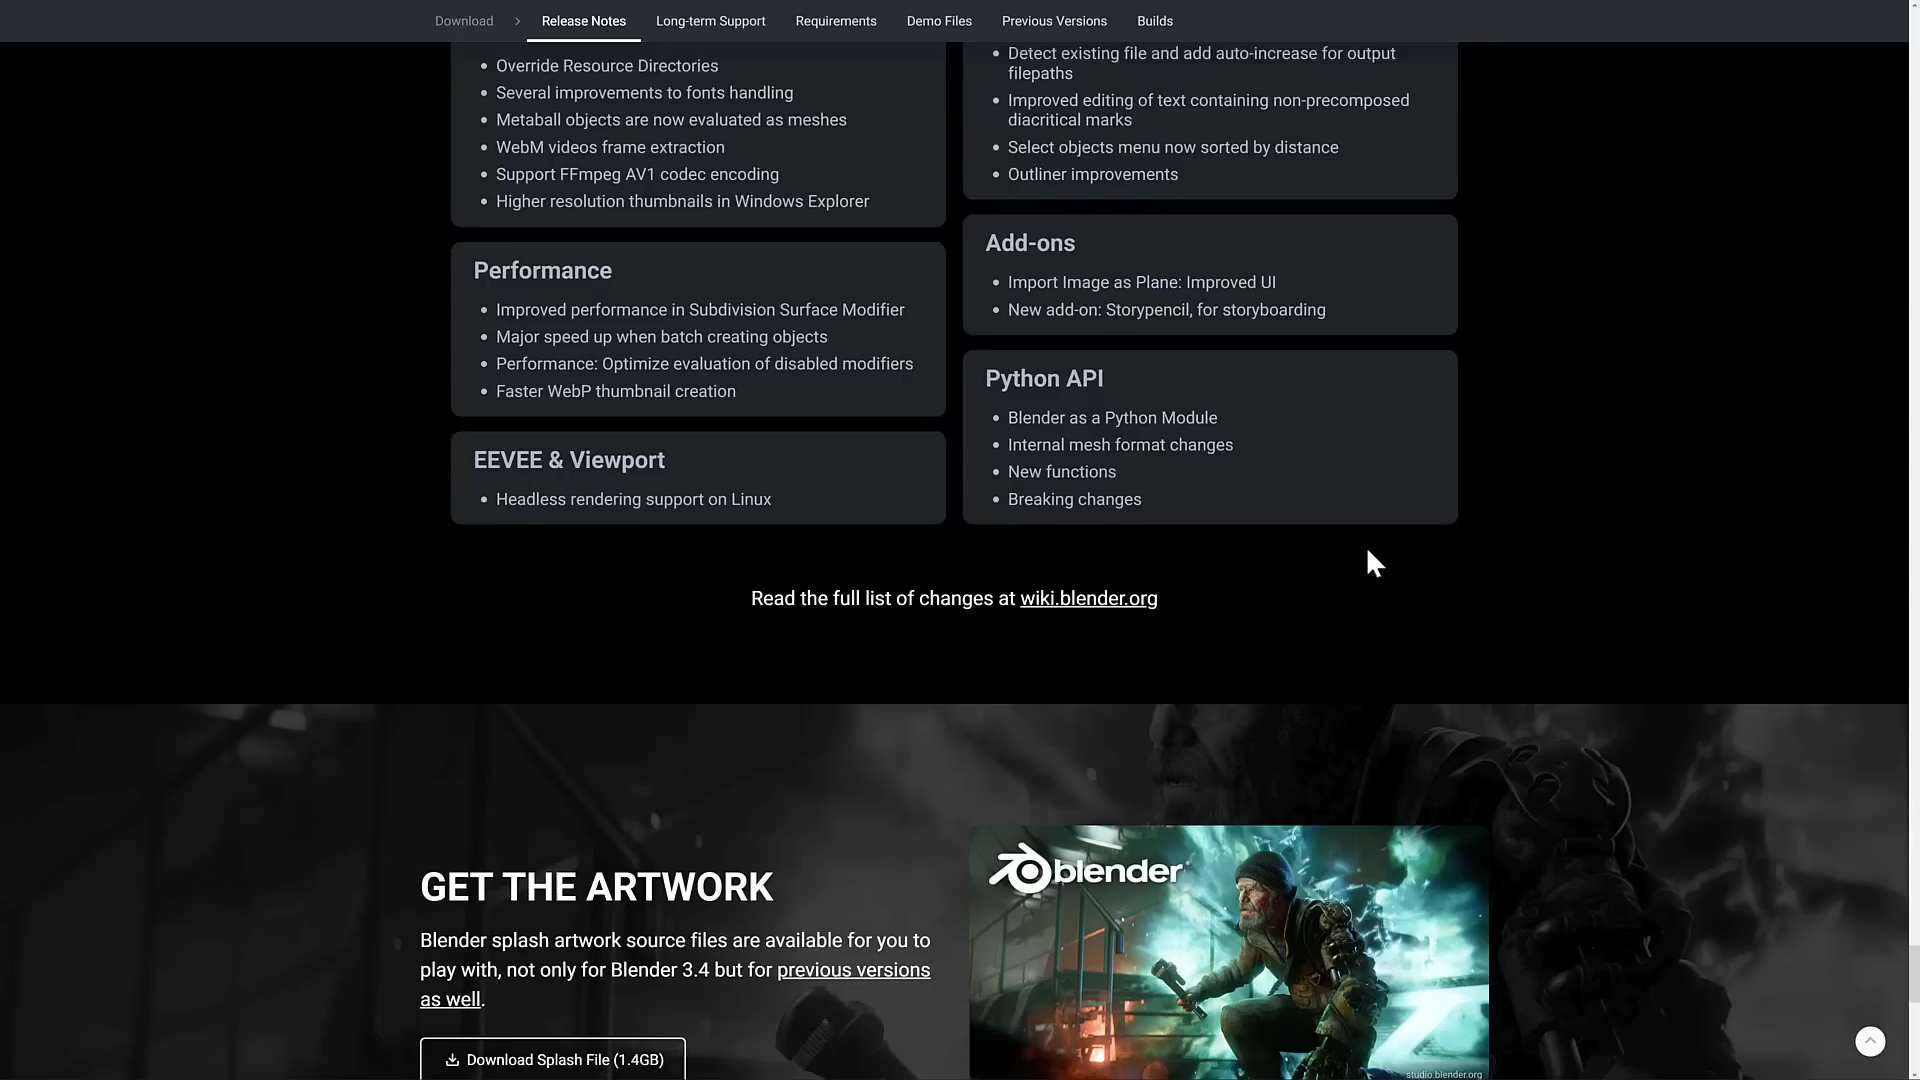 Download > Release Notes Long-term Support Requirements Demo Files Previous Versions Builds
• Override Resource Directories
• Several improvements to fonts handling
• Metaball objects are now evaluated as meshes
• WebM videos frame extraction
• Support FFmpeg AV1 codec encoding
• Higher resolution thumbnails in Windows Explorer
Performance
• Improved performance in Subdivision Surface Modifier
• Major speed up when batch creating objects
• Performance: Optimize evaluation of disabled modifiers
• Faster WebP thumbnail creation
EEVEE & Viewport
• Headless rendering support on Linux
• Detect existing file and add auto-increase for output
filepaths
• Improved editing of text containing non-precomposed
diacritical marks
• Select objects menu now sorted by distance
• Outliner improvements
Add-ons
• Import Image as Plane: Improved UI
• New add-on: Storypencil, for storyboarding
Python API
• Blender as a Python Module
• Internal mesh format changes
• New functions
• Breaking changes
Read the full list of changes at wiki.blender.org
GET THE ARTWORK
Blender splash artwork source files are available for you to
play with, not only for Blender 3.4 but for previous versions
as well.
Download Splash File (1.4GB)
blender
studio.blender.org